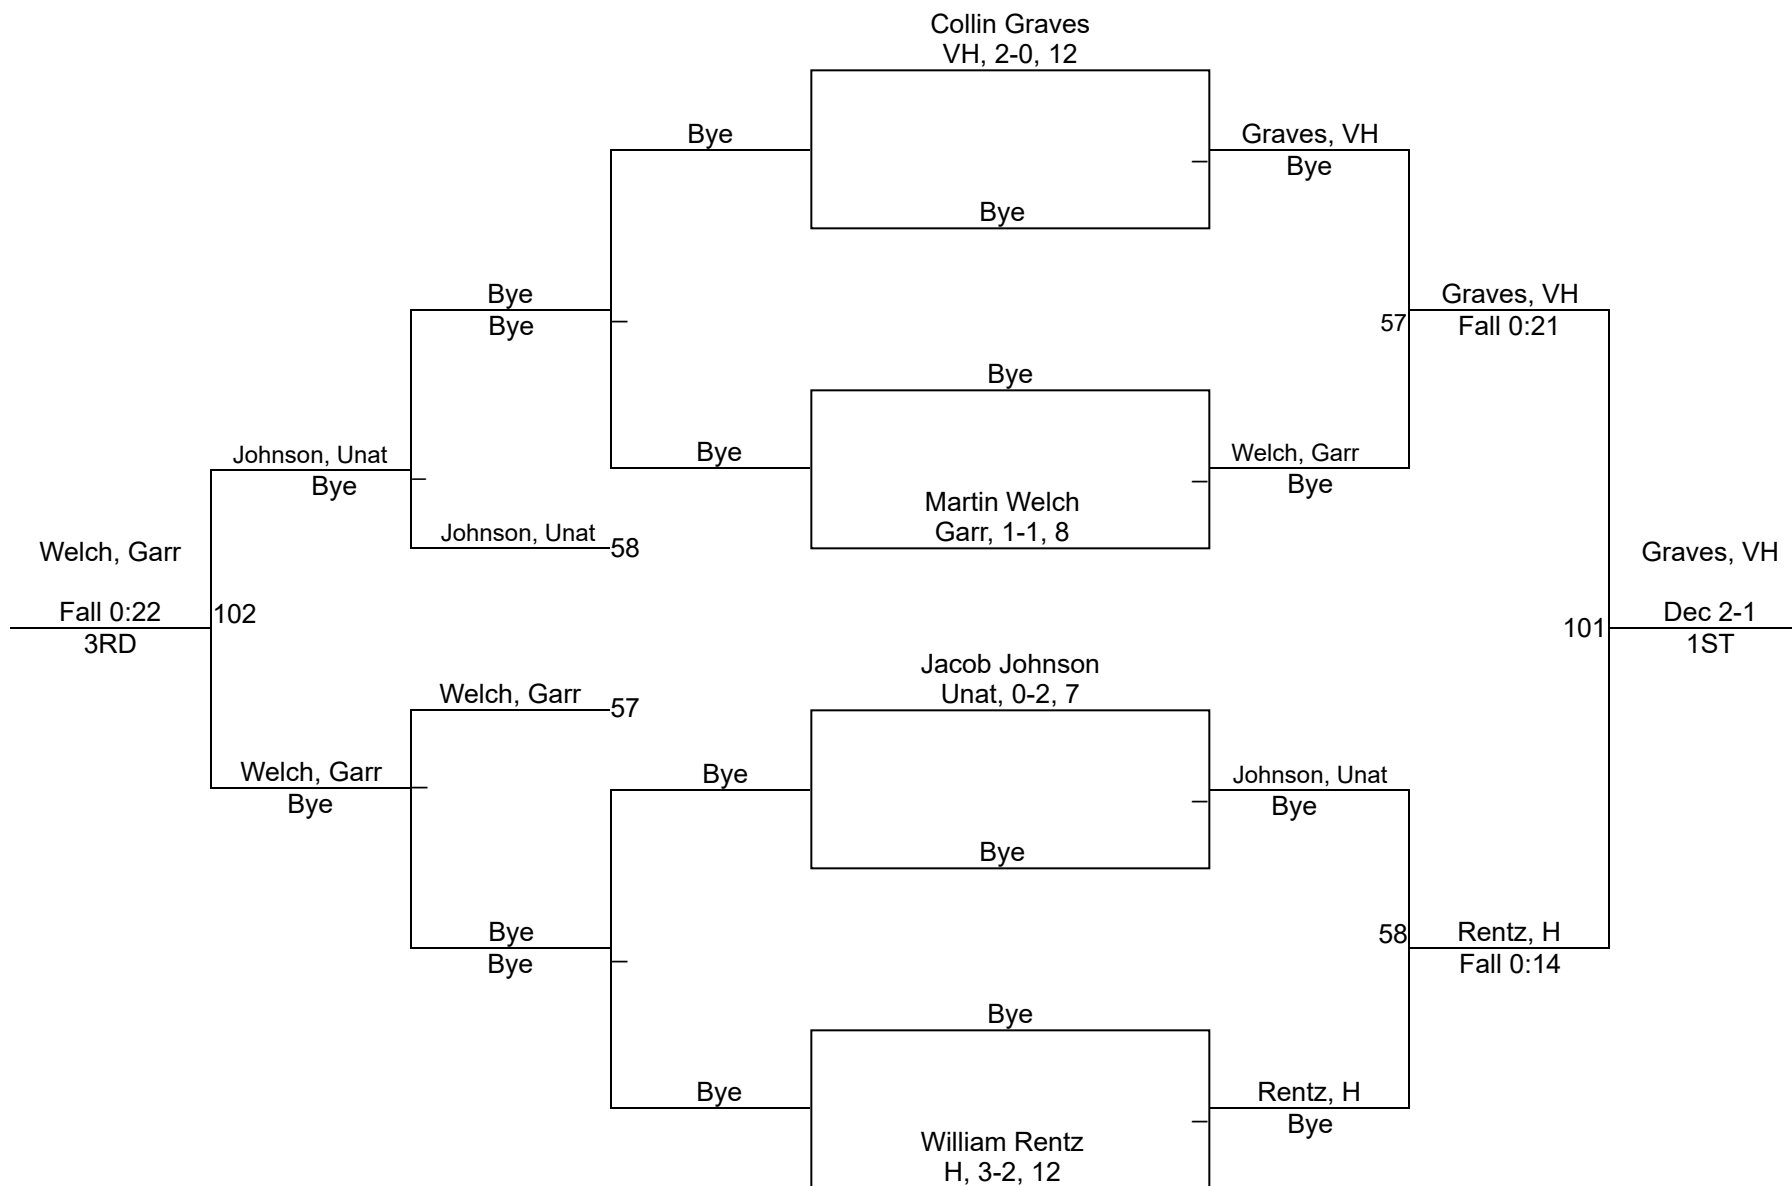 Collin Graves
VH, 2-0, 12
Bye
Graves, VH
Bye
Bye
Bye
Bye
Graves, VH
57
Fall 0:21
Bye
Johnson, Unat
Bye
Bye
Welch, Garr
Bye
Martin Welch
Garr, 1-1, 8
Johnson, Unat
58
Welch, Garr
Graves, VH
Fall 0:22
102
3RD
101
Dec 2-1
1ST
Jacob Johnson
Unat, 0-2, 7
Welch, Garr
57
Welch, Garr
Bye
Bye
Johnson, Unat
Bye
Bye
Bye
Bye
58
Rentz, H
Fall 0:14
Bye
Bye
Rentz, H
Bye
William Rentz
H, 3-2, 12